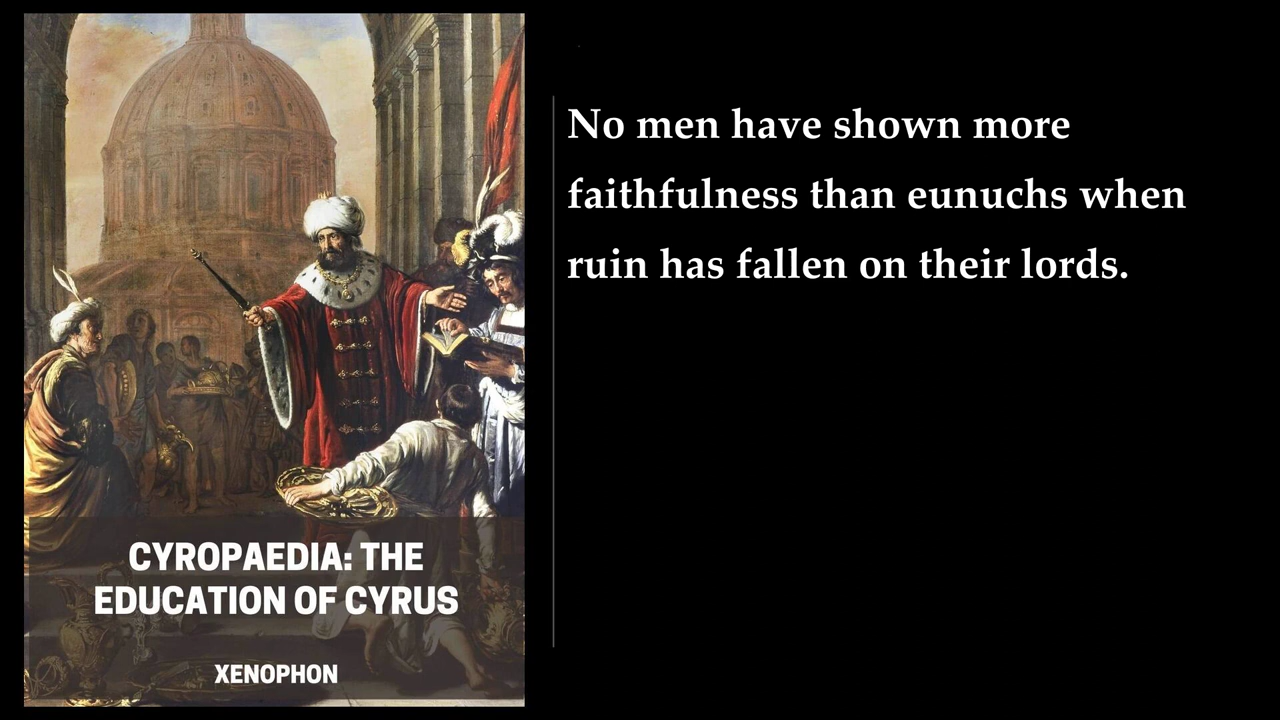 CYROPAEDIA: THE
EDUCATION OF CYRUS
XENOPHON
No men have shown more
faithfulness than eunuchs when
ruin has fallen on their lords.